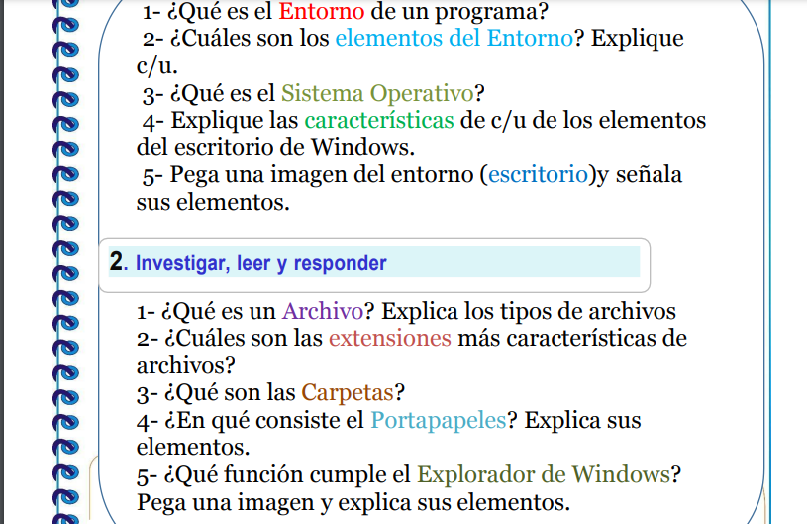 1- ¿Qué es el Entorno de un programa?
2- ¿Cuáles son los elementos del Entorno? Explique
c/u.
3- ¿Qué es el Sistema Operativo?
4- Explique las características de c/u de los elementos
del escritorio de Windows.
5- Pega una imagen del entorno (escritorio)y señala
sus elementos.
2. Investigar, leer y responder
1- ¿Qué es un Archivo? Explica los tipos de archivos
2- ¿Cuáles son las extensiones más características de
archivos?
3- ¿Qué son las Carpetas?
4- ¿En qué consiste el Portapapeles? Explica sus
elementos.
5- ¿Qué función cumple el Explorador de Windows?
Pega una imagen y explica sus elementos.